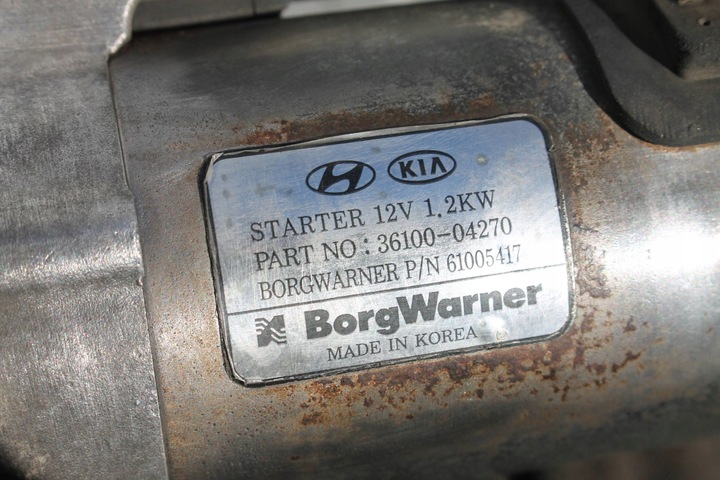 KIA
STARTER 12V 1.2KW
PART NO : 36100-04270
BORGWARNER P/N 61005417
BorgWarner
MADE IN KOREA